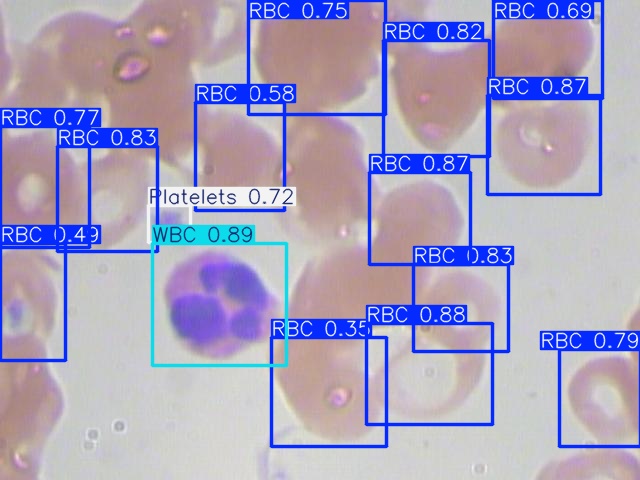 RBC 0.75
RBC 0.69
RBC 0.82
RBC 0.58
RBC 0.87
RBC 0.77
RBC 0.83
RBC 0.87
Platelets 0.72
RBC 0.49
WBC 0.89
RBC 0.83
RBC 0.88
RBC 0.35
RBC 0.79